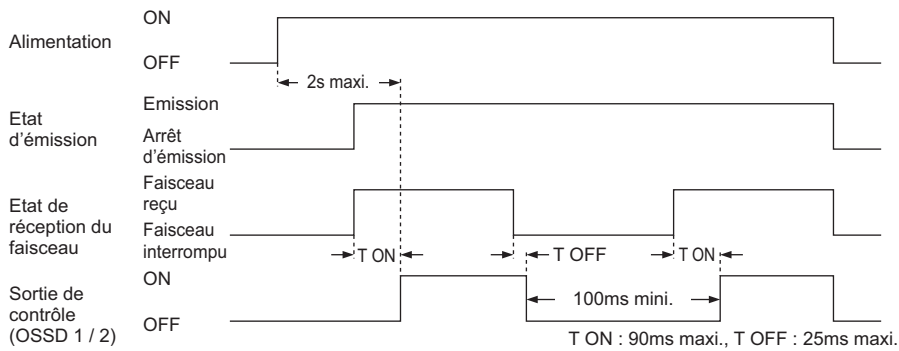 Alimentation
ON
OFF
2s maxi.
Etat
d'émission
Emission
Arrêt
d'émission
Etat de
réception du
faisceau
Faisceau
reçu
Faisceau
interrompu
T ON
T OFF
T ON
Sortie de
contrôle
(OSSD 1 / 2)
ON
OFF
100ms mini.
T ON : 90ms maxi., T OFF : 25ms maxi.